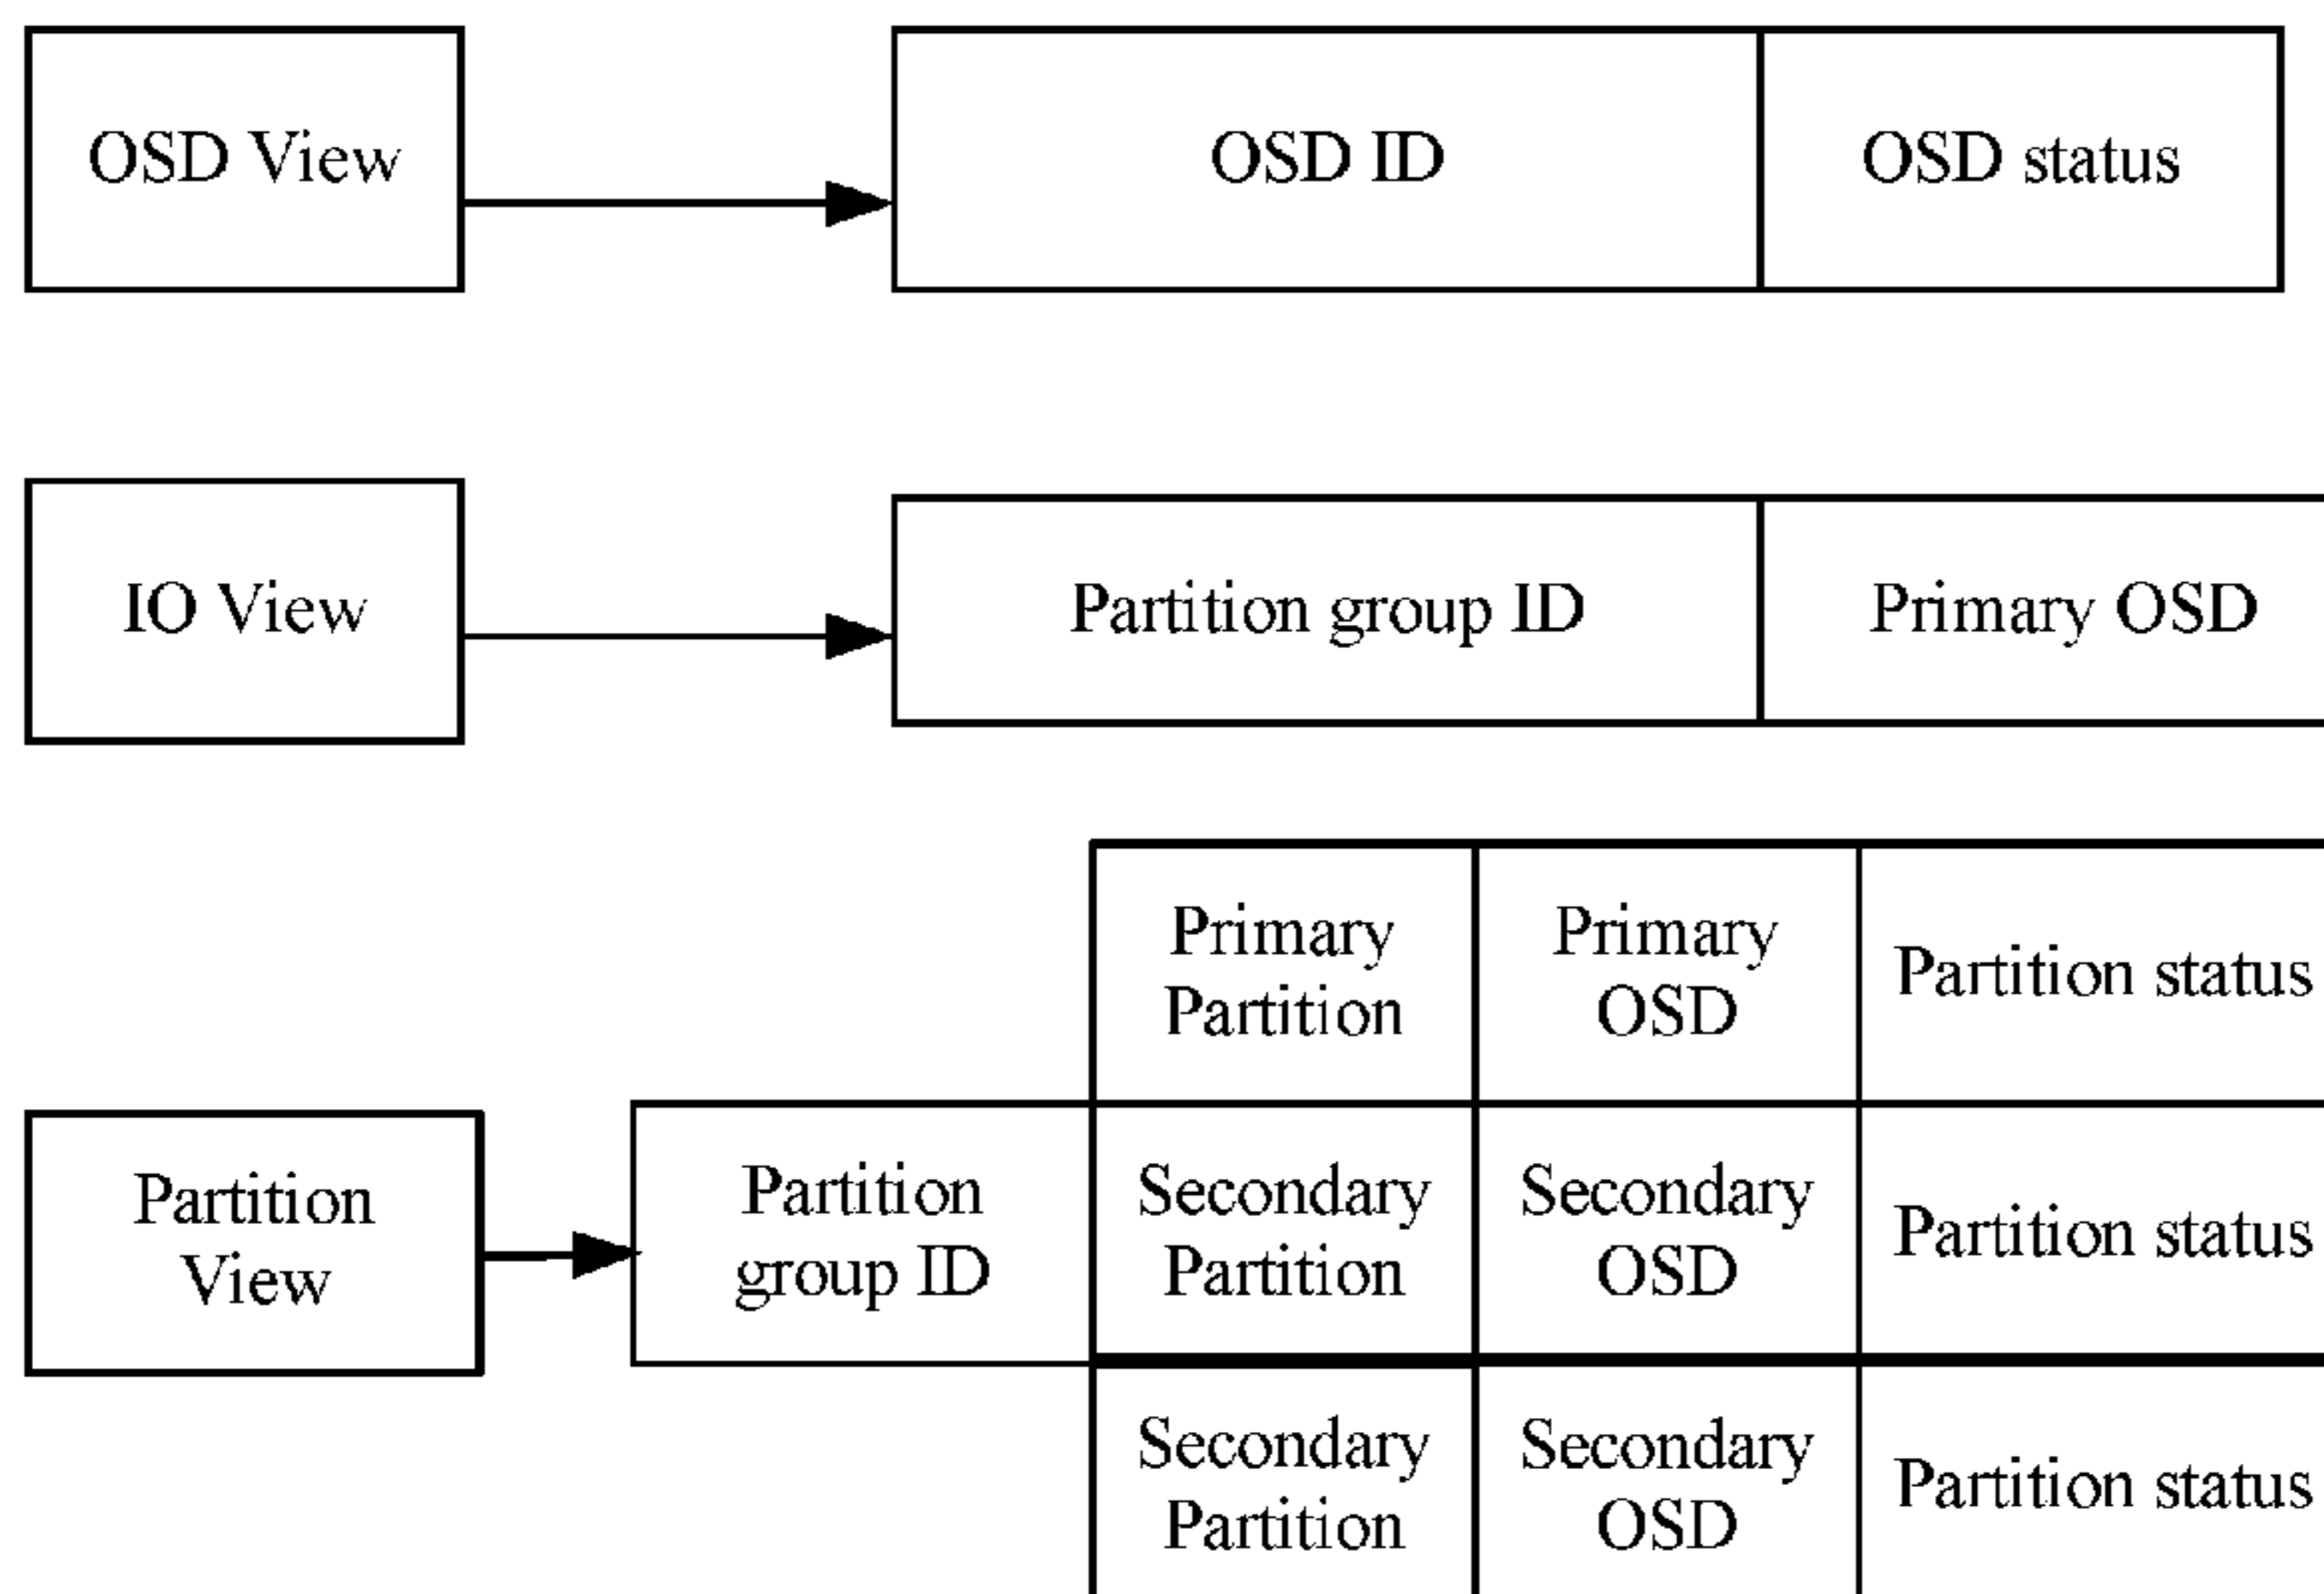 OSD View
OSD ID
OSD status
IO View
Partition group ID
Primary OSD
Primary
Partition
Primary
OSD
Partition status
Partition
View
Partition
group ID
Secondary
Partition
Secondary
OSD
Partition status
Secondary
Partition
Secondary
OSD
Partition status